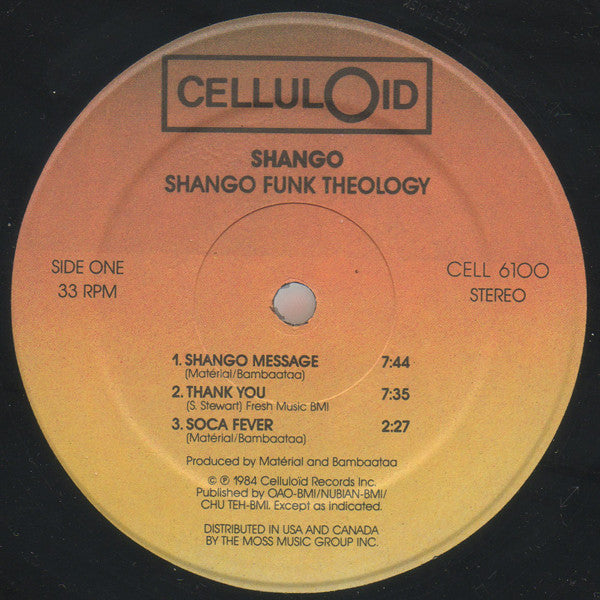 CELLULOID
SHANGO
SHANGO FUNK THEOLOGY
SIDE ONE
33 RPM
CELL 6100
STEREO
1. SHANGO MESSAGE 7:44
(Matérial/Bambaataa)
2. THANK YOU 7:35
(S. Stewart) Fresh Music BMI
3. SOCA FEVER 2:27
(Matérial/Bambaataa)
Produced by Matérial and Bambaataa
© ℗ 1984 Celluloïd Records Inc.
Published by OAO-BMI/NUBIAN-BMI/
CHU TEH-BMI. Except as indicated.
DISTRIBUTED IN USA AND CANADA
BY THE MOSS MUSIC GROUP INC.